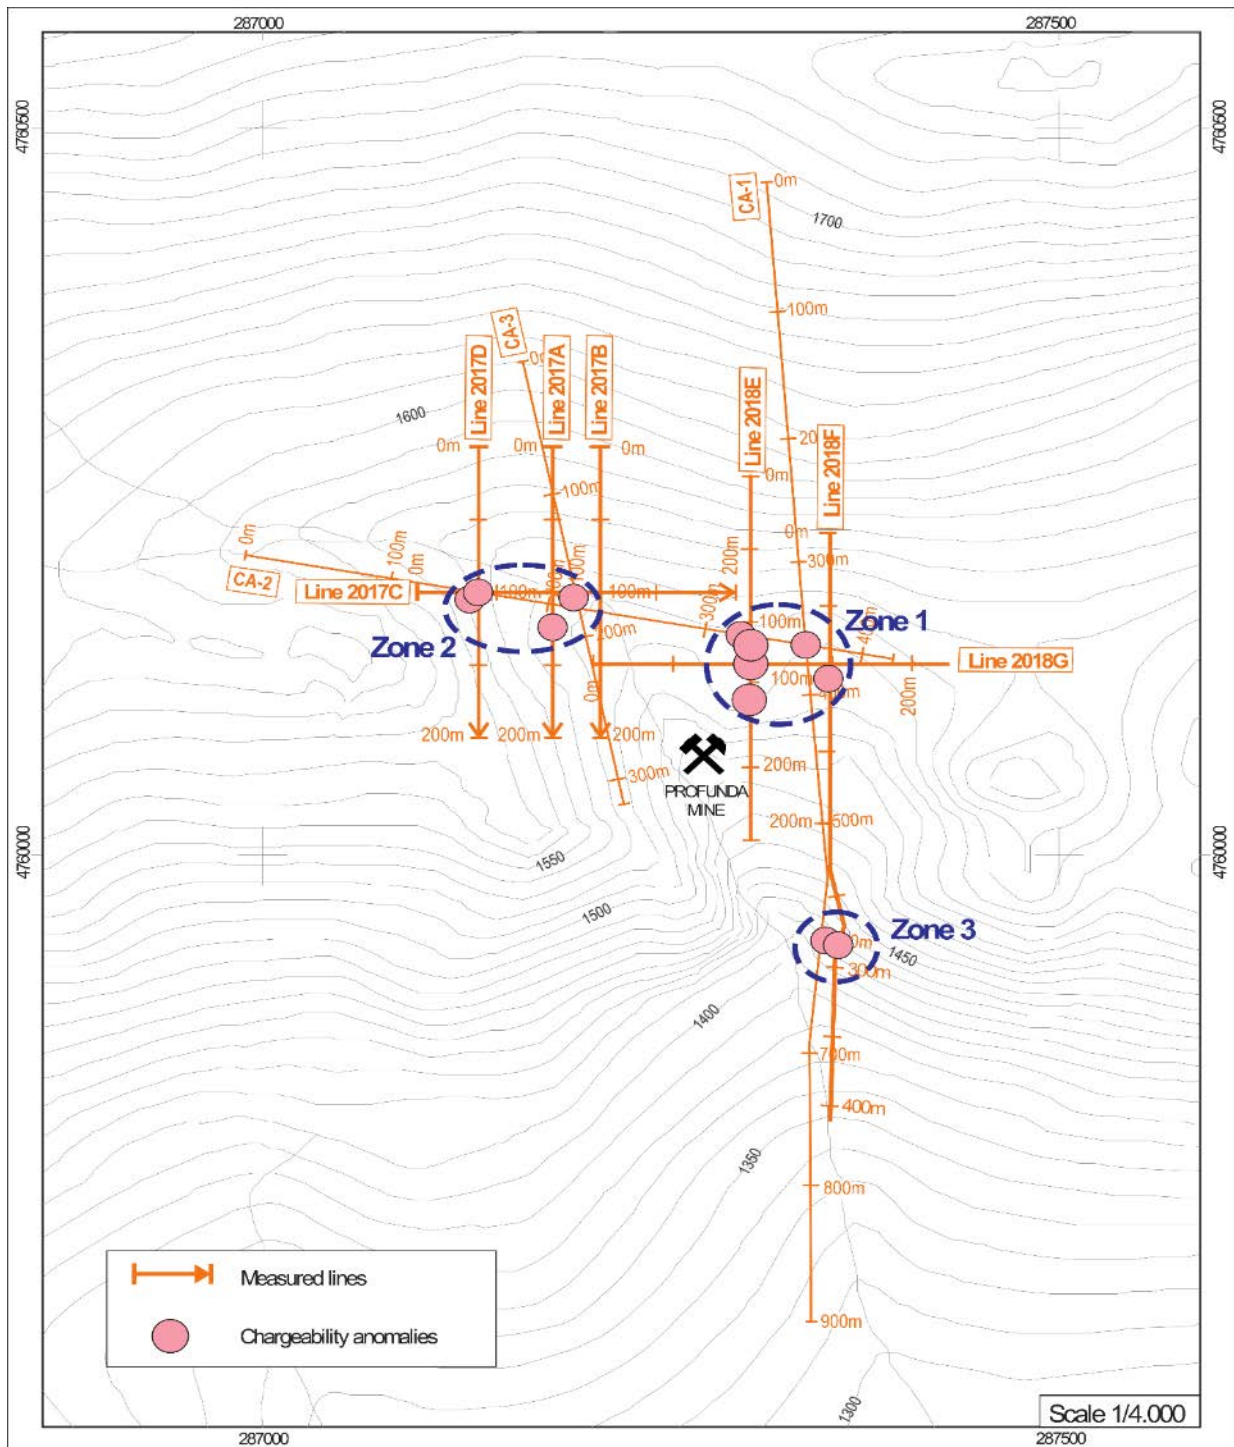 287000
287500
4760500
4760500
CA-1
0m
1700
100m
CA-3
0m
Line 2017D
Line 2017A
Line 2017B
Line 2018E
Line 2018F
1600
0m
0m
0m
0m
100m
0m
300m
0m
100m
0m
200m
CA-2
Line 2017C
100m
100m
100m
300m
100m
Zone 1
400m
Zone 2
200m
Line 2018G
0m
100m
200m
200m
200m
200m
200m
300m
PROFUNDA
MINE
200m
500m
4760000
4760000
1550
1500
Zone 3
1450
300m
1400
700m
400m
1350
800m
900m
1300
Measured lines
Chargeability anomalies
Scale 1/4.000
287000
287500